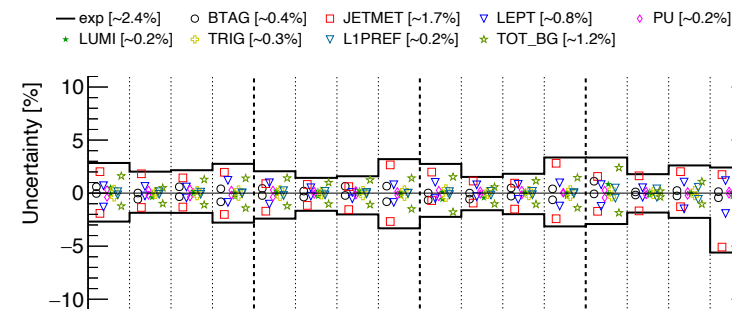 exp [~2.4%] BTAG [~0.4%] JETMET [~1.7%] LEPT [~0.8%] PU [~0.2%]
LUMI [~0.2%] TRIG [~0.3%] L1PREF [~0.2%] TOT_BG [~1.2%]
Uncertainty [%]
10
5
0
−5
−10